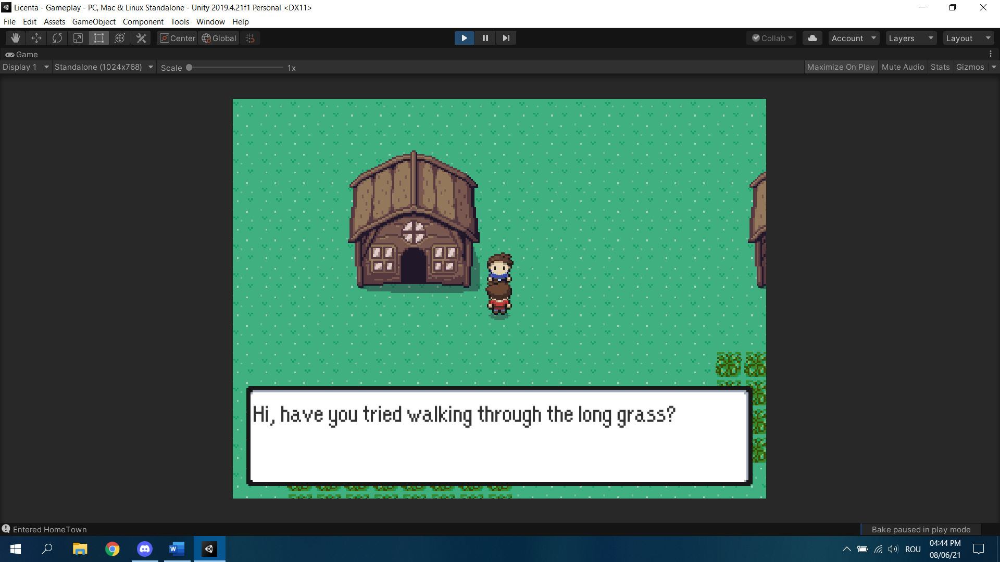 Licenta - Gameplay - PC, Mac & Linux Standalone - Unity 2019.4.21f1 Personal <DX11>
File Edit Assets GameObject Component Tools Window Help
Center Global Collab Account Layers Layout
Game
Display 1 Standalone (1024x768) Scale 1x Maximize On Play Mute Audio Stats Gizmos
Hi, have you tried walking through the long grass?
Entered HomeTown
Bake paused in play mode
W ROU 04:44 PM
08/06/21